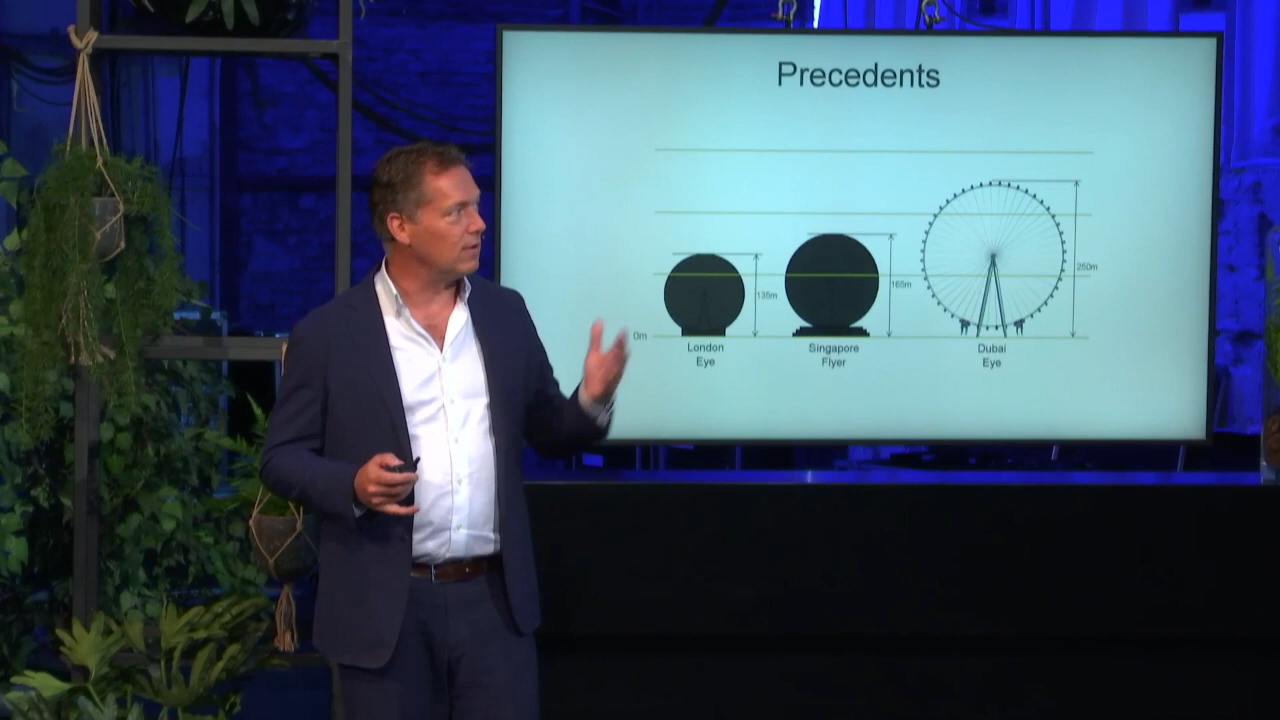 Precedents
135m
165m
250m
0m
London
Eye
Singapore
Flyer
Dubai
Eye